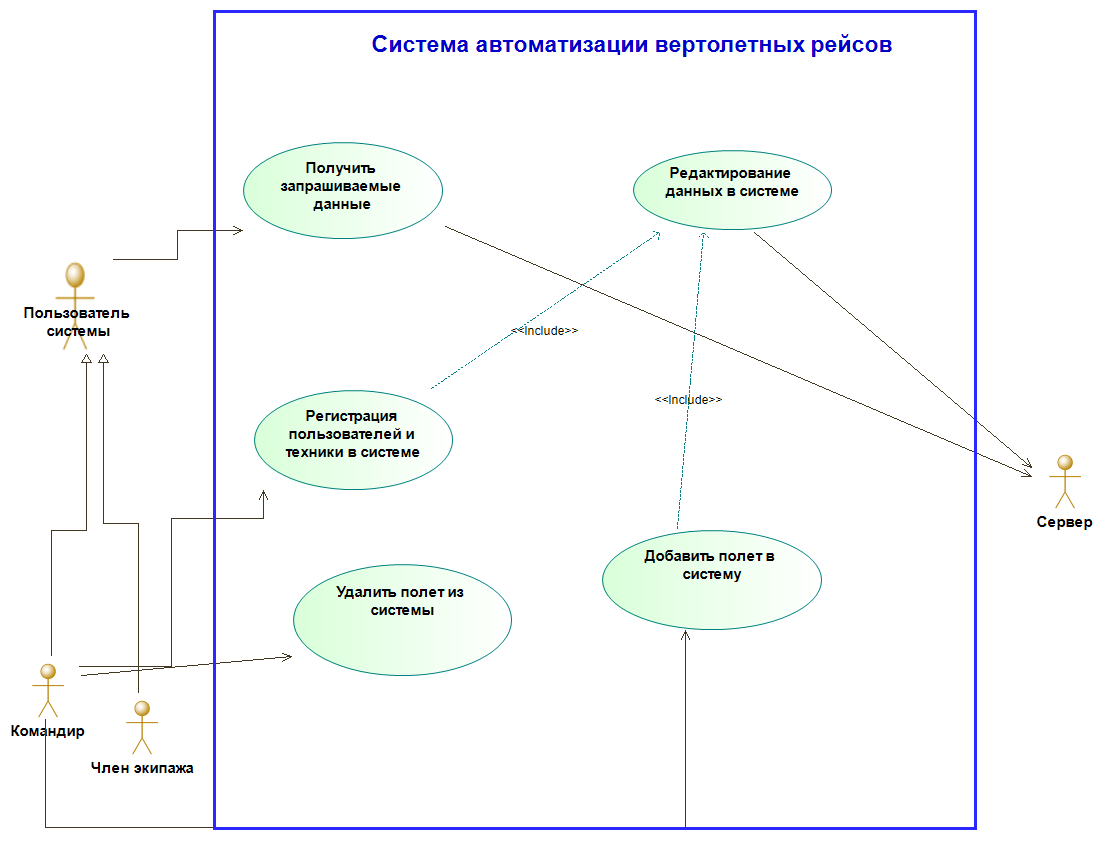 Система автоматизации вертолетных рейсов
Получить
запрашиваемые
данные
Редактирование
данных в системе
Пользователь
системы
<<Include>>
<<Include>>
Регистрация
пользователей и
техники в системе
Сервер
Добавить полет в
систему
Удалить полет из
системы
Командир
Член экипажа